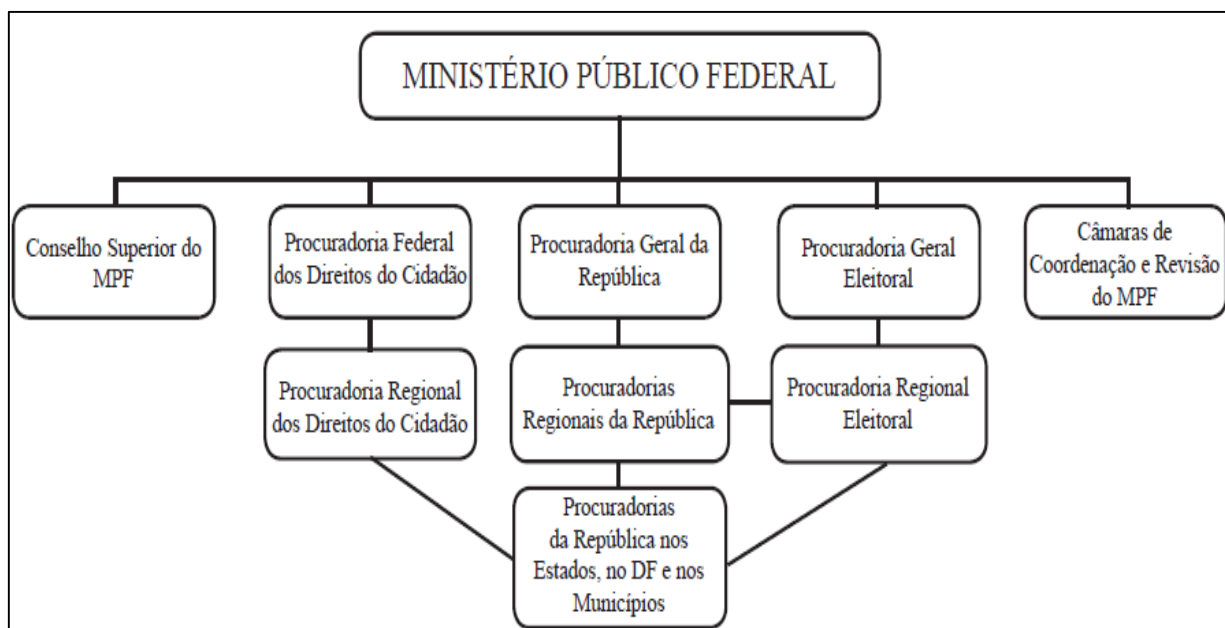 MINISTÉRIO PÚBLICO FEDERAL
Conselho Superior do
MPF
Procuradoria Federal
dos Direitos do Cidadão
Procuradoria Geral da
República
Procuradoria Geral
Eleitoral
Câmaras de
Coordenação e Revisão
do MPF
Procuradoria Regional
dos Direitos do Cidadão
Procuradorias
Regionais da República
Procuradoria Regional
Eleitoral
Procuradorias
da República nos
Estados, no DF e nos
Municípios